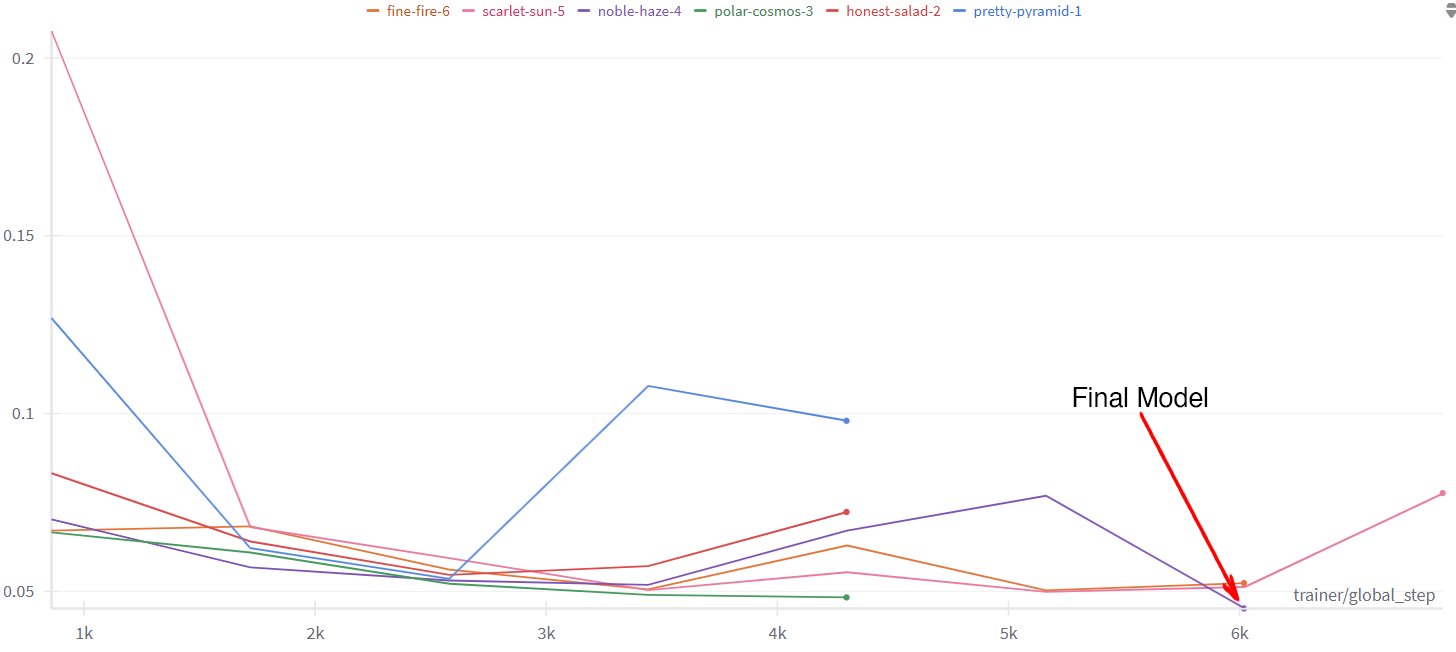 fine-fire-6 scarlet-sun-5 noble-haze-4 polar-cosmos-3 honest-salad-2 pretty-pyramid-1
0.2
0.15
0.1
Final Model
0.05
trainer/global_step
1k 2k 3k 4k 5k 6k